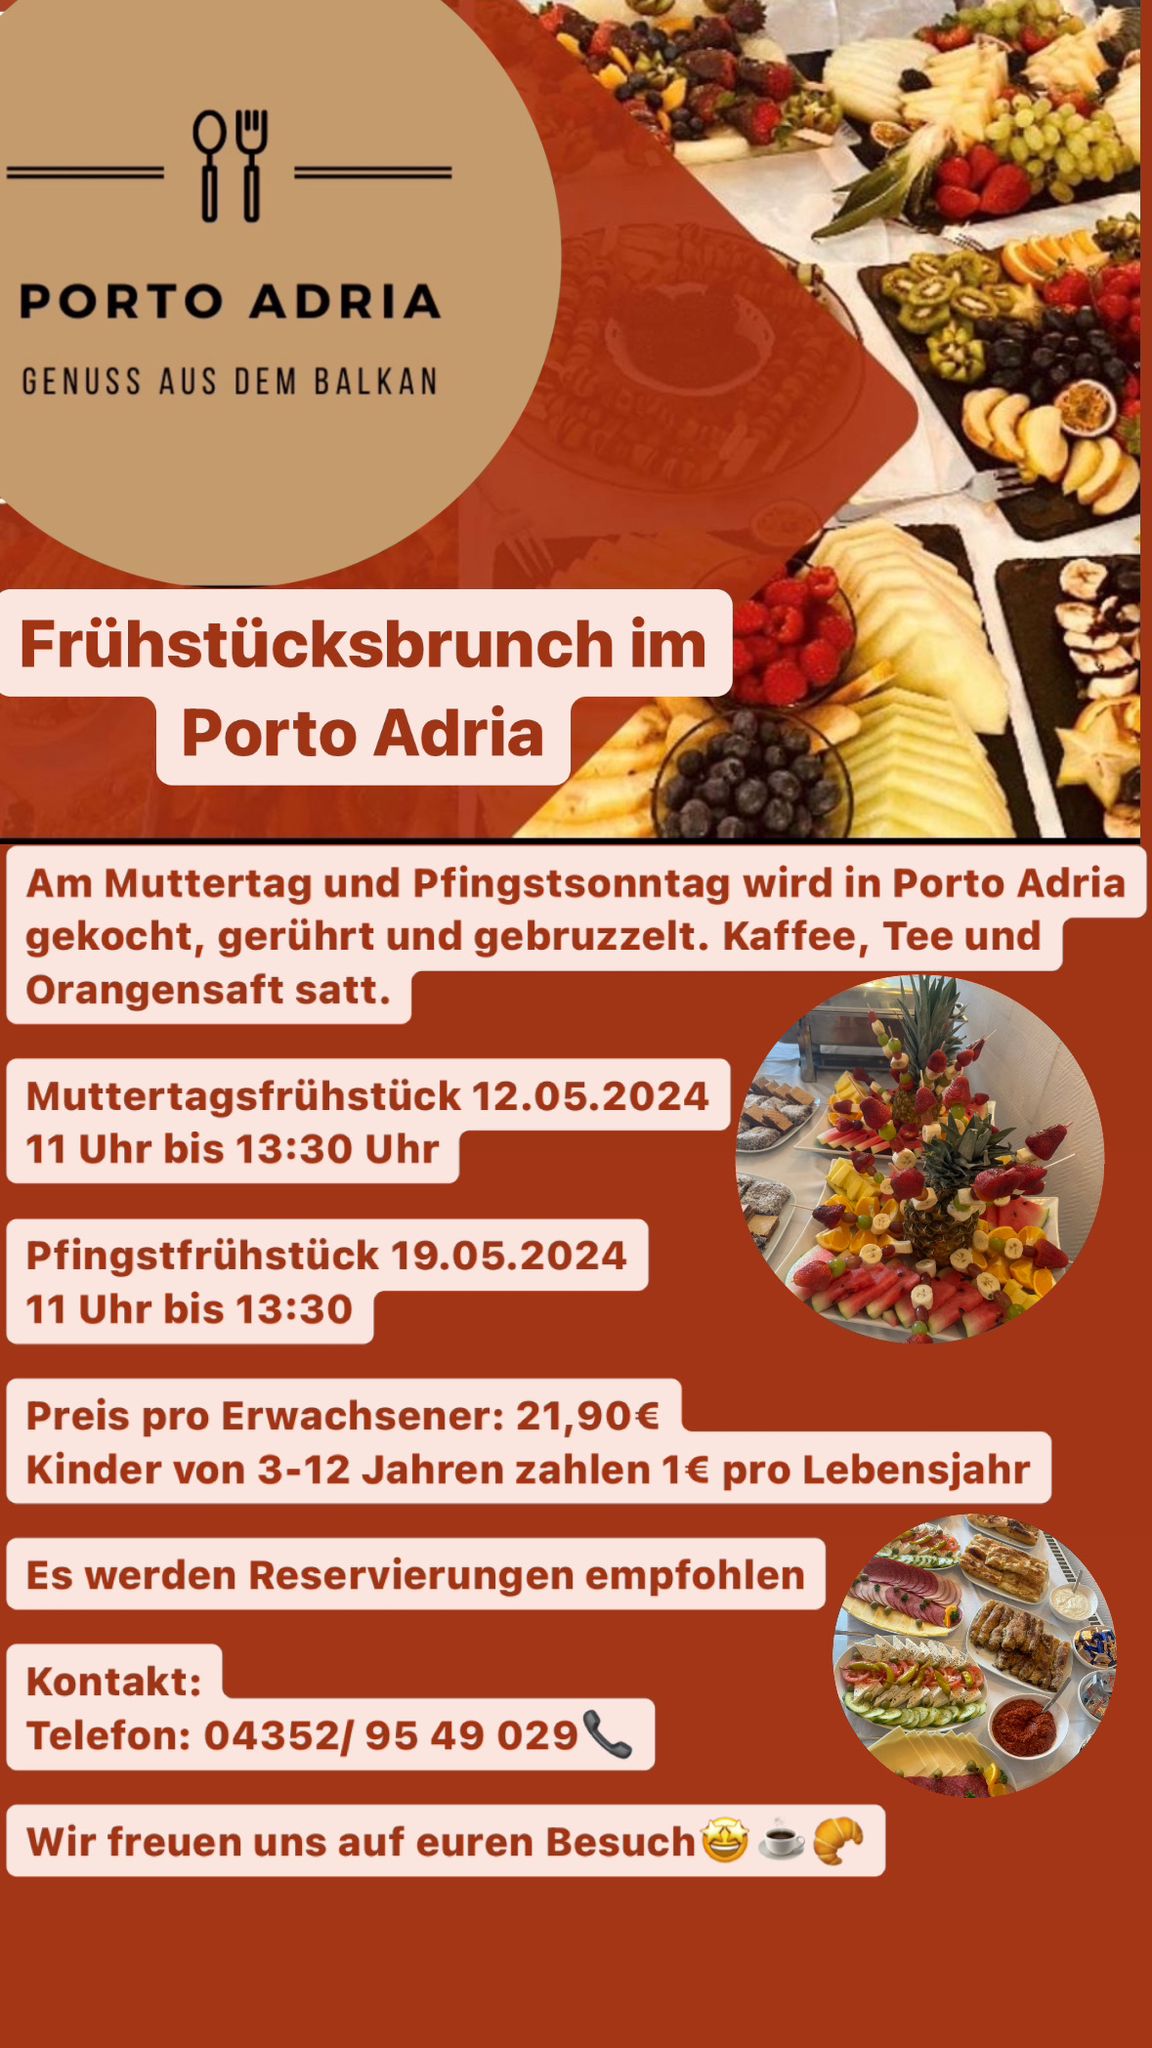 PORTO ADRIA
GENUSS AUS DEM BALKAN
Frühstücksbrunch im
Porto Adria
Am Muttertag und Pfingstsonntag wird in Porto Adria
gekocht, gerührt und gebruzzelt. Kaffee, Tee und
Orangensaft satt.
Muttertagsfrühstück 12.05.2024
11 Uhr bis 13:30 Uhr
Pfingstfrühstück 19.05.2024
11 Uhr bis 13:30
Preis pro Erwachsener: 21,90€
Kinder von 3-12 Jahren zahlen 1€ pro Lebensjahr
Es werden Reservierungen empfohlen
Kontakt:
Telefon: 04352/ 95 49 029📞
Wir freuen uns auf euren Besuch🤩☕🥐